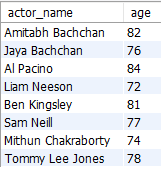 actor_name age
Amitabh Bachchan 82
Jaya Bachchan 76
Al Pacino 84
Liam Neeson 72
Ben Kingsley 81
Sam Neill 77
Mithun Chakraborty 74
Tommy Lee Jones 78